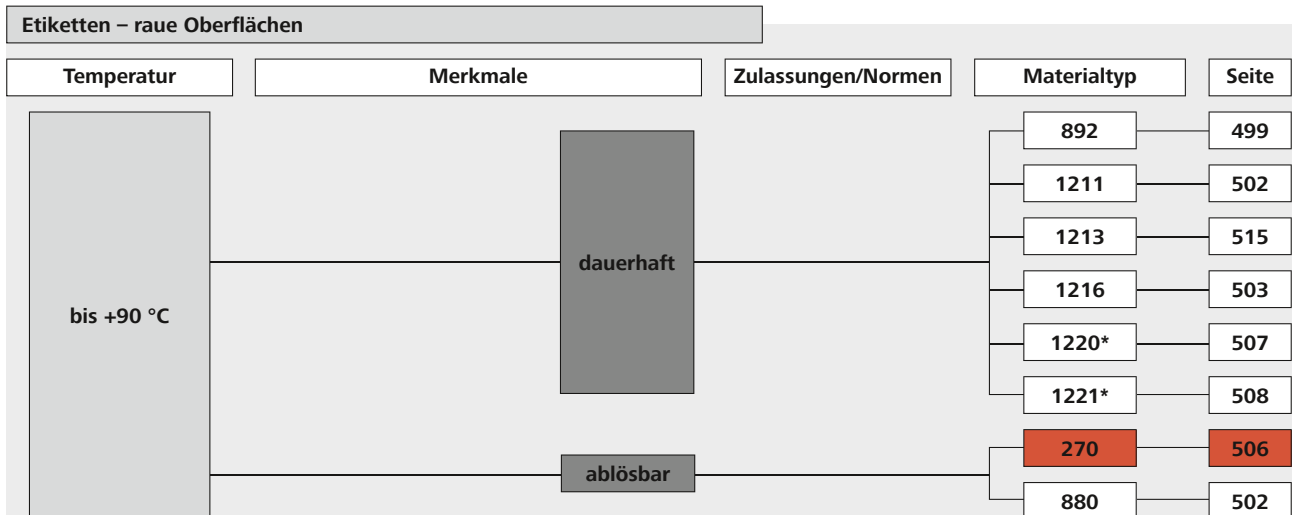 Etiketten – raue Oberflächen
Temperatur Merkmale Zulassungen/Normen Materialtyp Seite
892 499
1211 502
1213 515
dauerhaft
1216 503
bis +90 °C
1220* 507
1221* 508
270 506
ablösbar
880 502